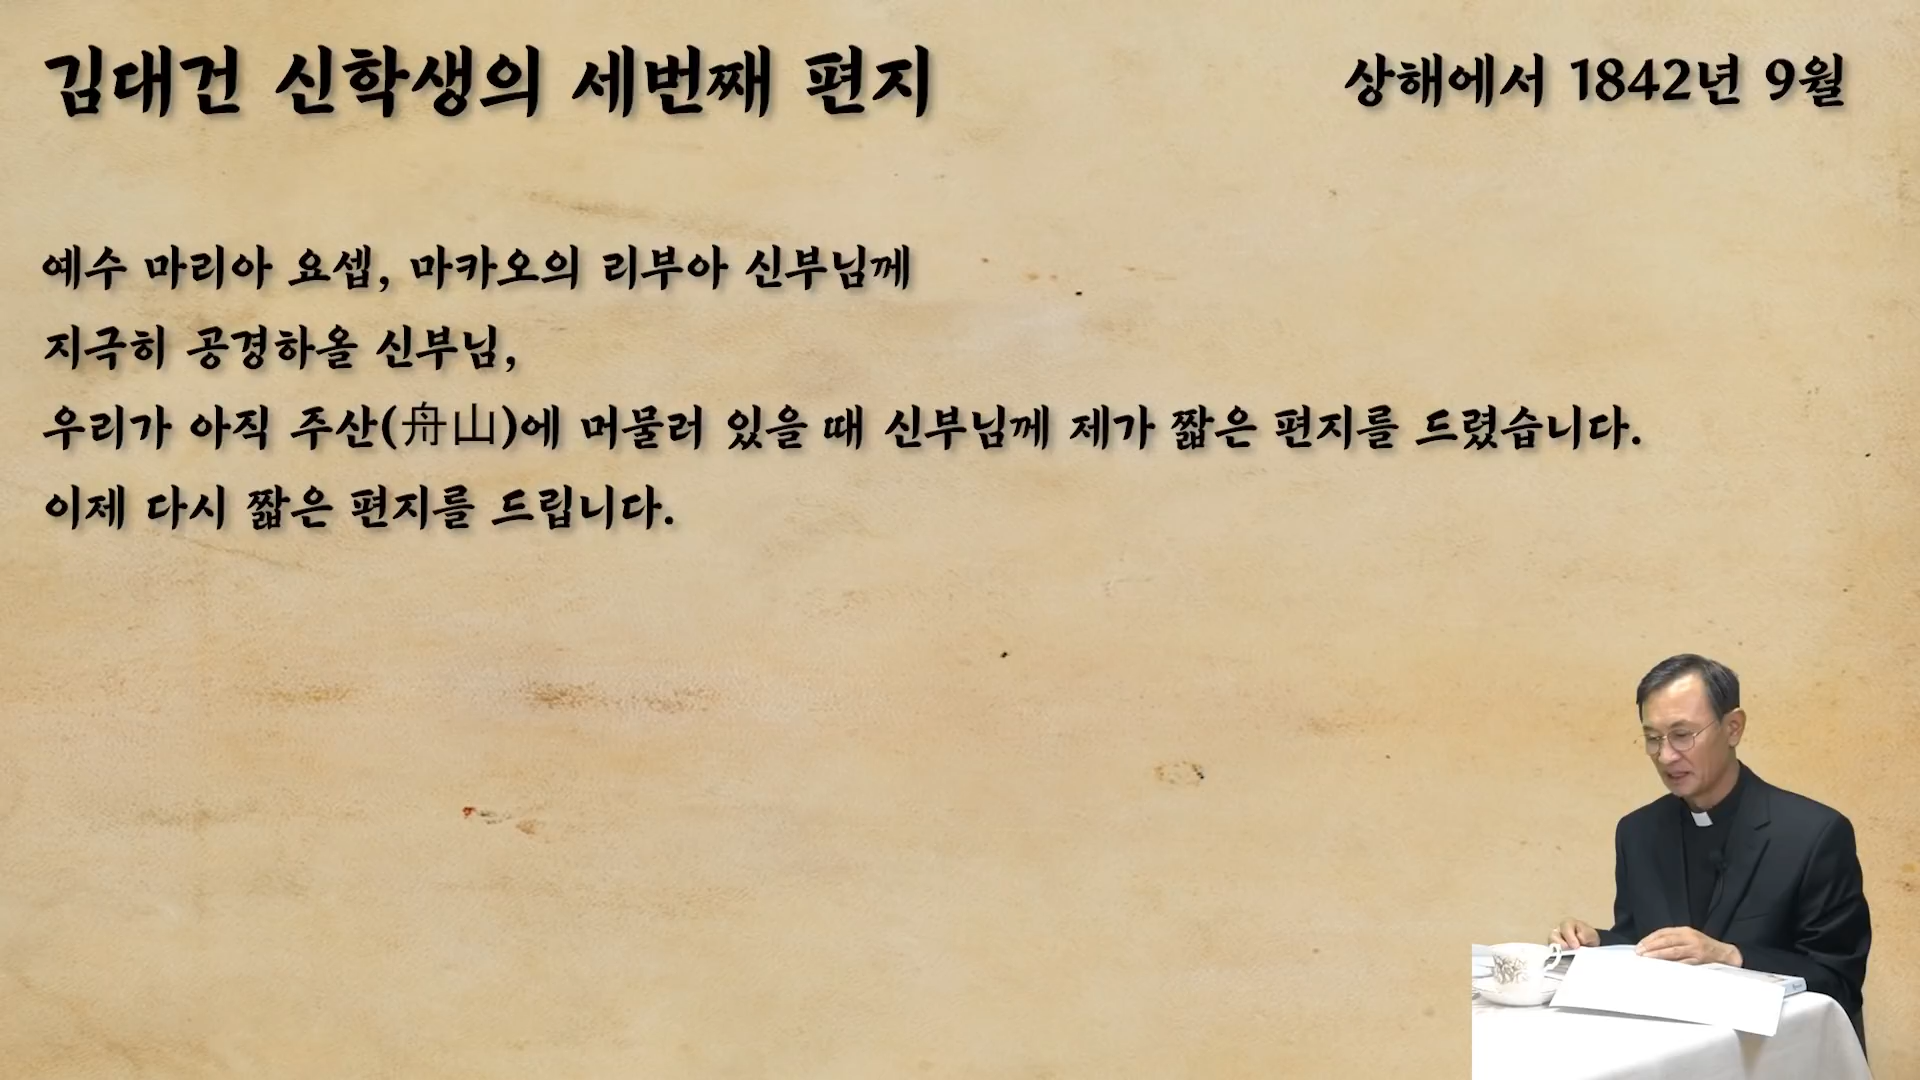 김대건 신학생의 세번째 편지
상해에서 1842년 9월
예수 마리아 요셉, 마카오의 리부아 신부님께
지극히 공경하올 신부님,
우리가 아직 주산(舟山)에 머물러 있을 때 신부님께 제가 짧은 편지를 드렸습니다.
이제 다시 짧은 편지를 드립니다.